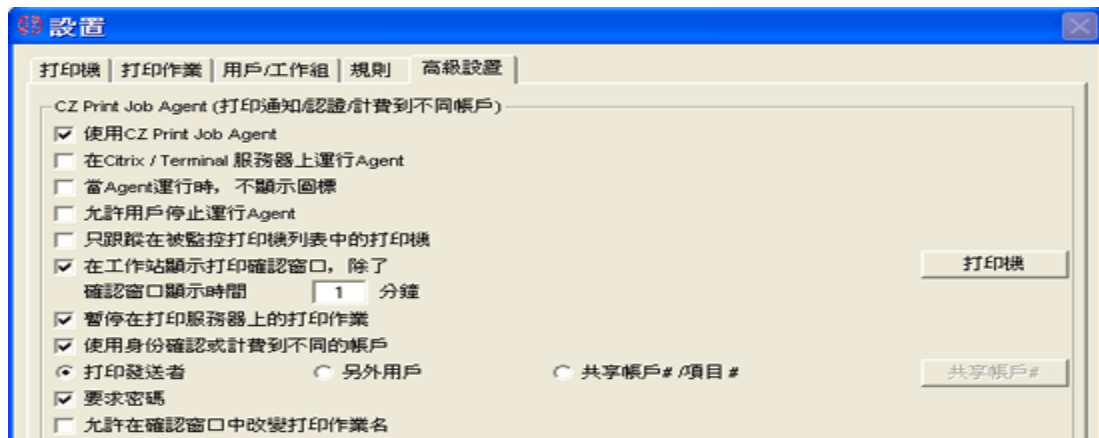 設置
打印機 打印作業 用戶/工作組 規則 高級設置
CZ Print Job Agent (打印通知/認證/計費到不同帳戶)
使用CZ Print Job Agent
在Citrix / Terminal 服務器上運行Agent
當Agent運行時，不顯示圖標
允許用戶停止運行Agent
只跟蹤在被監控打印機列表中的打印機
在工作站顯示打印確認窗口，除了 打印機
確認窗口顯示時間 1 分鐘
暫停在打印服務器上的打印作業
使用身份確認或計費到不同的帳戶
打印發送者 另外用戶 共享帳戶# /項目 # 共享帳戶#
要求密碼
允許在確認窗口中改變打印作業名